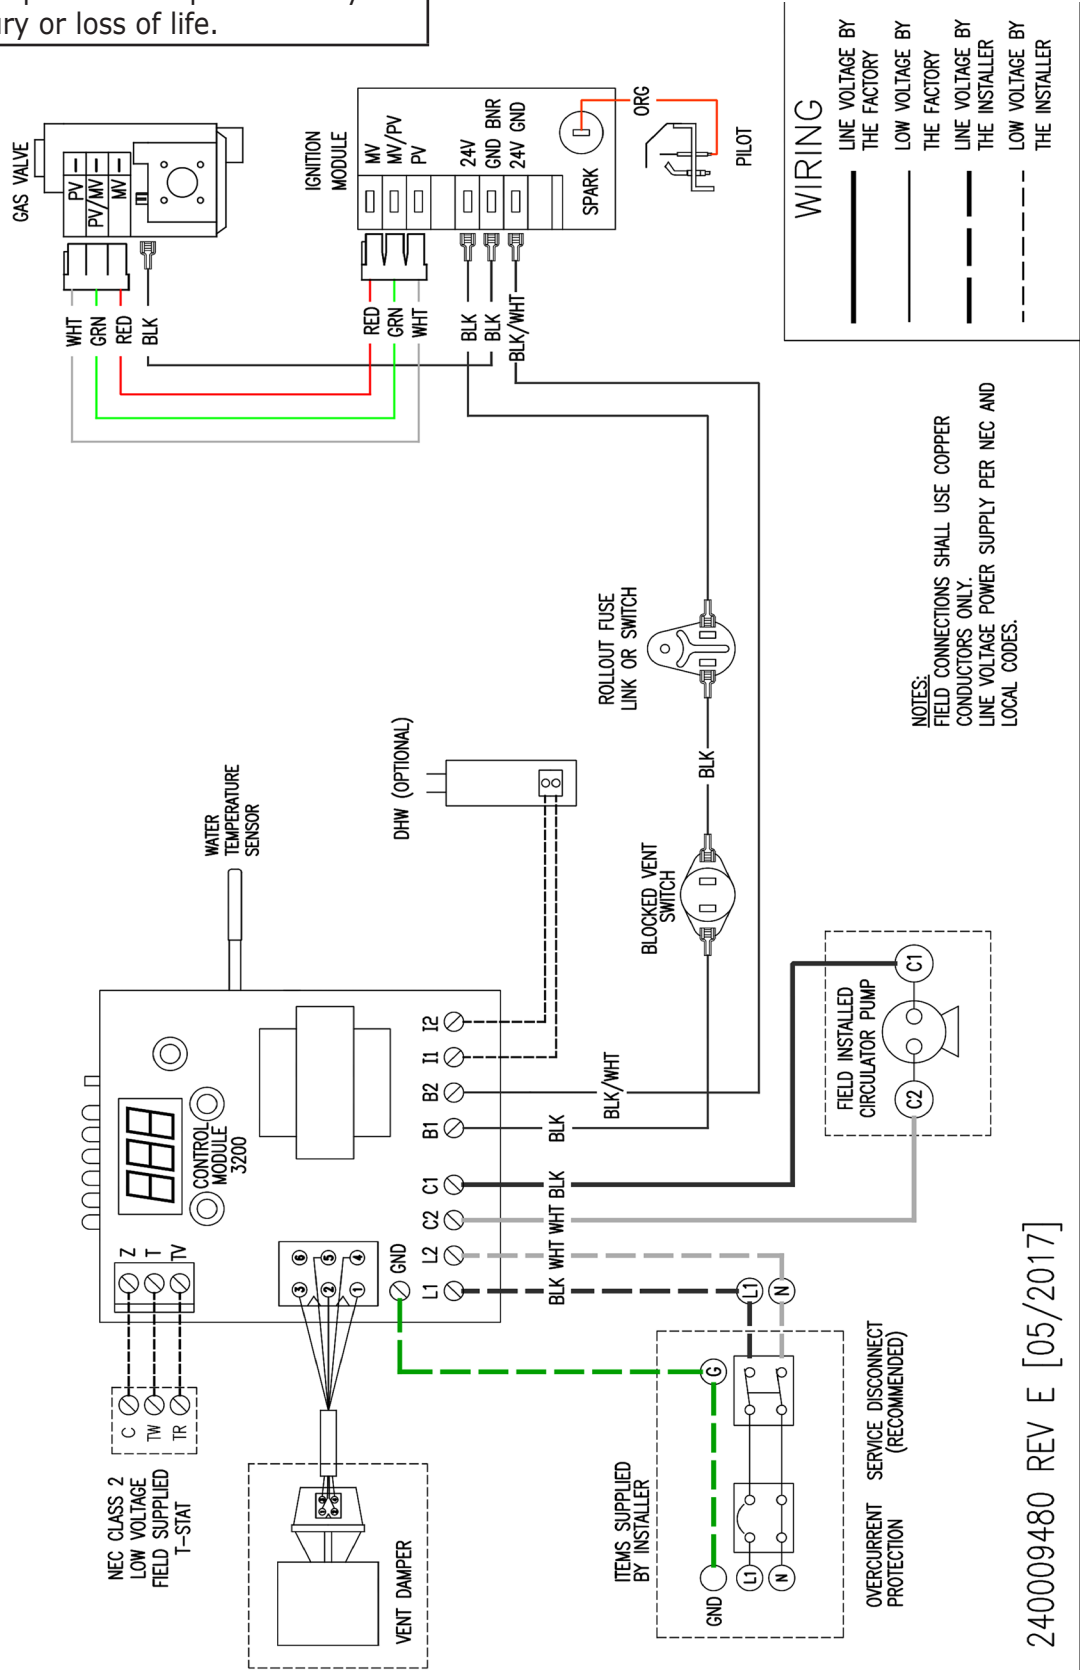 ury or loss of life.
GAS VALVE
PV
PV/MV
MV
WHT
GRN
RED
BLK
IGNITION
MODULE
MV
MV/PV
PV
24V
GND BNR
24V GND
SPARK
ORG
PILOT
RED
GRN
WHT
BLK
BLK
BLK/WHT
WIRING
LINE VOLTAGE BY
THE FACTORY
LOW VOLTAGE BY
THE FACTORY
LINE VOLTAGE BY
THE INSTALLER
LOW VOLTAGE BY
THE INSTALLER
NOTES:
FIELD CONNECTIONS SHALL USE COPPER
CONDUCTORS ONLY.
LINE VOLTAGE POWER SUPPLY PER NEC AND
LOCAL CODES.
ROLLOUT FUSE
LINK OR SWITCH
BLK
BLOCKED VENT
SWITCH
DHW (OPTIONAL)
WATER
TEMPERATURE
SENSOR
CONTROL
MODULE
3200
Z
T
TV
C
TW
TR
NEC CLASS 2
LOW VOLTAGE
FIELD SUPPLIED
T-STAT
6
5
4
3
2
1
GND
L1
L2
C2
C1
B1
B2
I1
I2
BLK
WHT
WHT
BLK
BLK
BLK/WHT
FIELD INSTALLED
CIRCULATOR PUMP
C1
C2
VENT DAMPER
ITEMS SUPPLIED
BY INSTALLER
G
L1
N
GND
L1
N
OVERCURRENT
PROTECTION
SERVICE DISCONNECT
(RECOMMENDED)
240009480 REV E [05/2017]